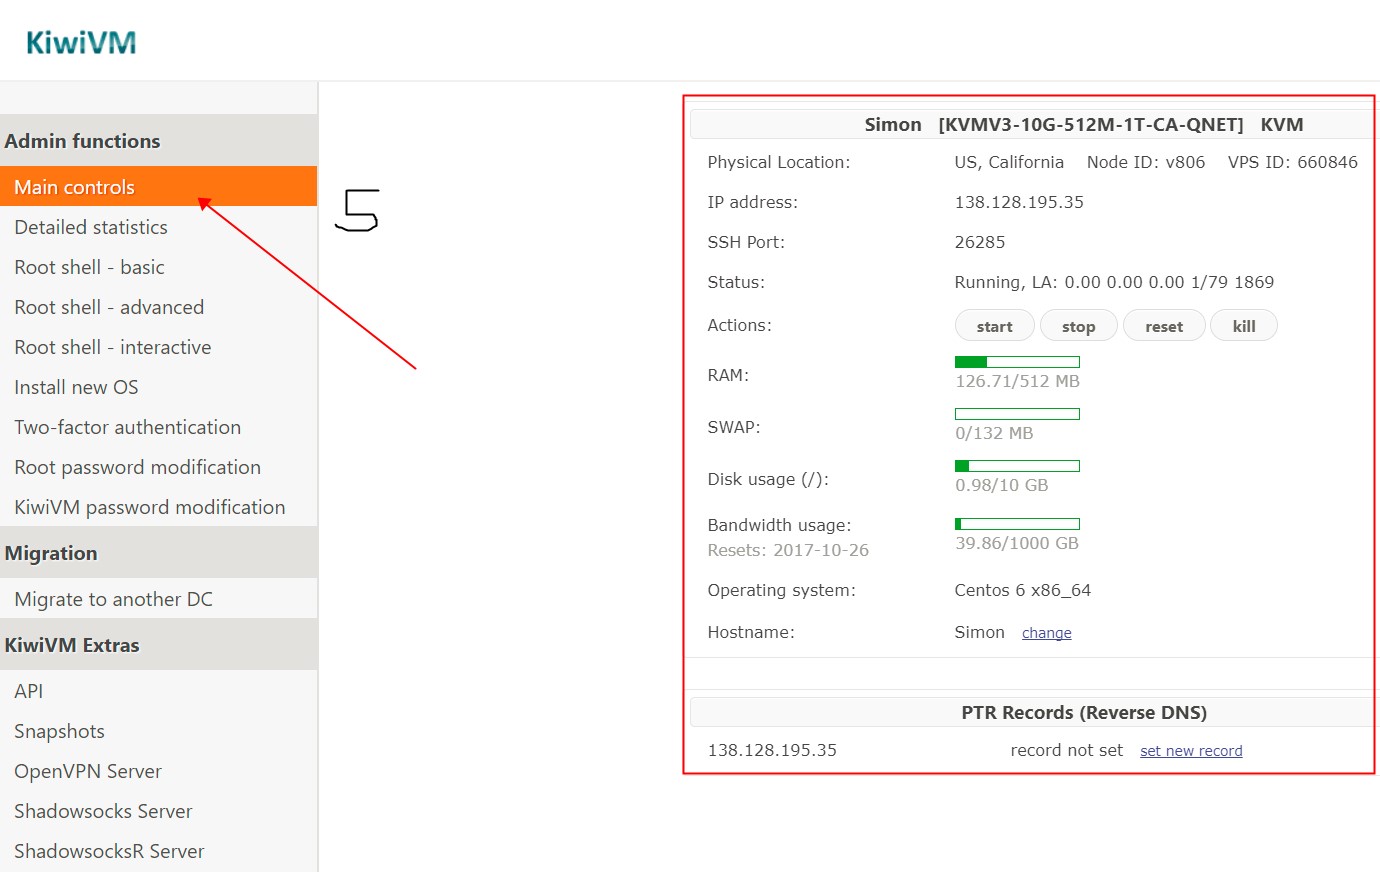 KiwiVM
Admin functions
Main controls
Detailed statistics
Root shell - basic
Root shell - advanced
Root shell - interactive
Install new OS
Two-factor authentication
Root password modification
KiwiVM password modification
Migration
Migrate to another DC
KiwiVM Extras
API
Snapshots
OpenVPN Server
Shadowsocks Server
ShadowsocksR Server
5
Simon [KVMV3-10G-512M-1T-CA-QNET] KVM
Physical Location: US, California Node ID: v806 VPS ID: 660846
IP address: 138.128.195.35
SSH Port: 26285
Status: Running, LA: 0.00 0.00 0.00 1/79 1869
Actions: start stop reset kill
RAM: 126.71/512 MB
SWAP: 0/132 MB
Disk usage (/): 0.98/10 GB
Bandwidth usage:
Resets: 2017-10-26 39.86/1000 GB
Operating system: Centos 6 x86_64
Hostname: Simon change
PTR Records (Reverse DNS)
138.128.195.35 record not set set new record